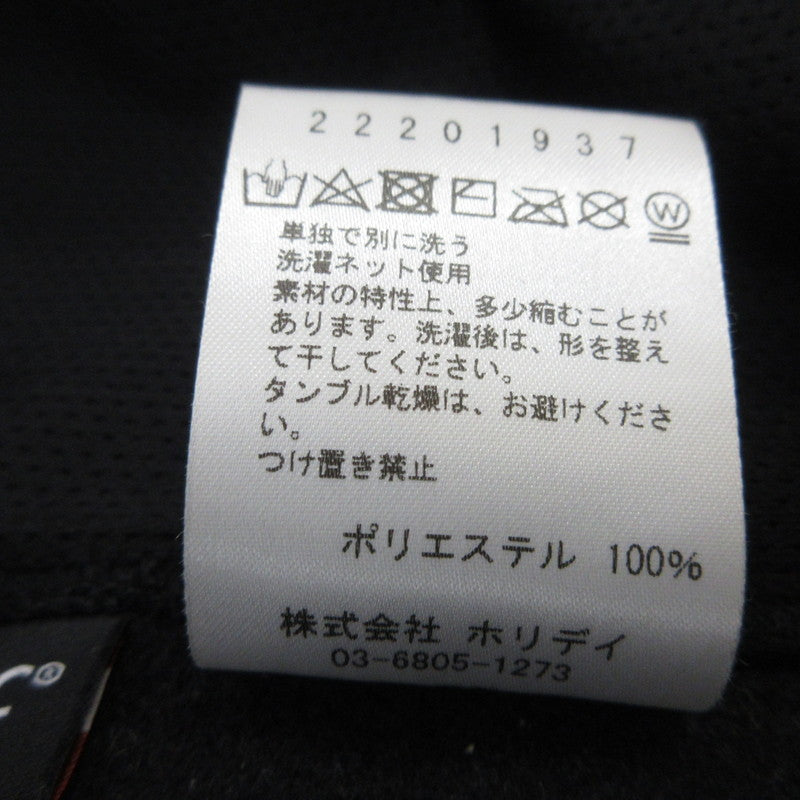 22201937
W
単独で別に洗う
洗濯ネット使用
素材の特性上、多少縮むことが
あります。洗濯後は、形を整え
て干してください。
タンブル乾燥は、お避けくださ
い。
つけ置き禁止
ポリエステル 100%
株式会社 ホリデイ
03-6805-1273
C®